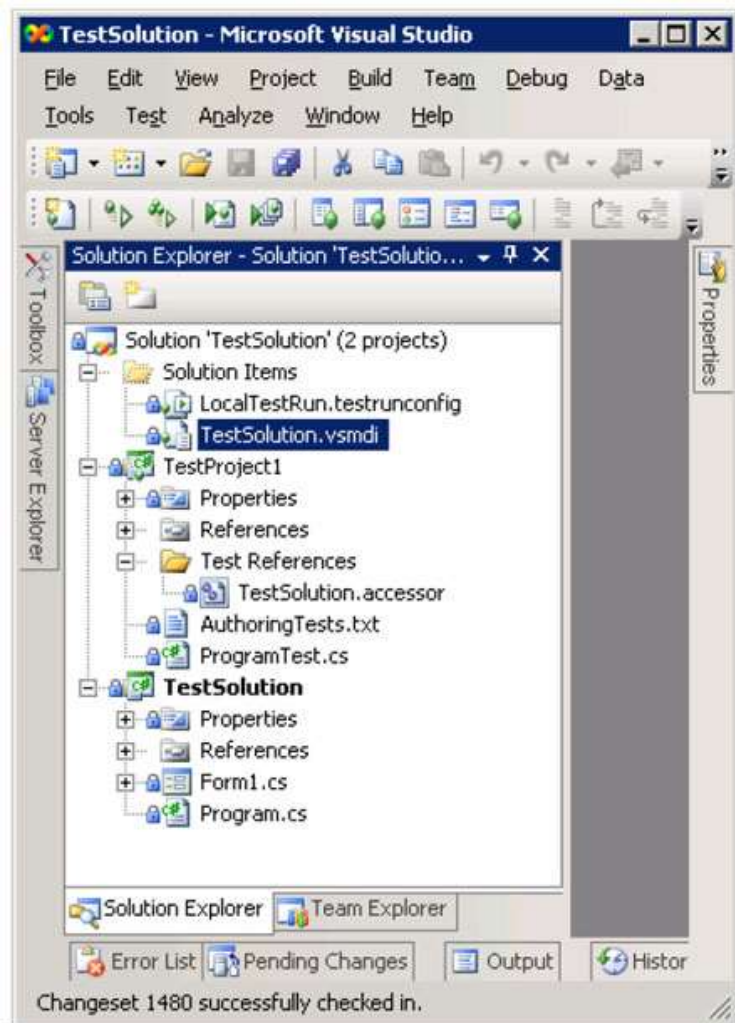 TestSolution - Microsoft Visual Studio
File Edit View Project Build Team Debug Data
Tools Test Analyze Window Help
Solution Explorer - Solution 'TestSolutio...
Toolbox
Server Explorer
Properties
Solution 'TestSolution' (2 projects)
Solution Items
LocalTestRun.testrunconfig
TestSolution.vsmdi
TestProject1
Properties
References
Test References
TestSolution.accessor
AuthoringTests.txt
ProgramTest.cs
TestSolution
Properties
References
Form1.cs
Program.cs
Solution Explorer Team Explorer
Error List Pending Changes Output Histor
Changeset 1480 successfully checked in.